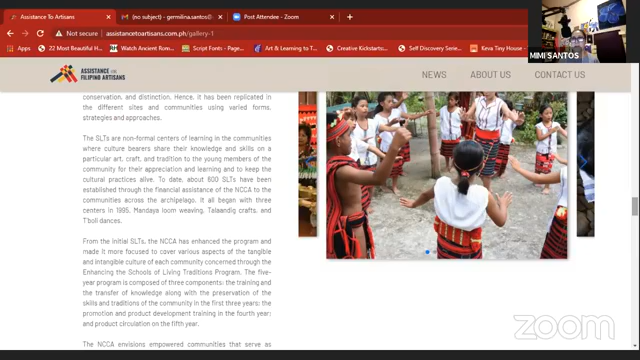 Assistance To Artisans
(no subject) - germilina.santos@
Post Attendee - Zoom
Not secure
assistancetoartisans.com.ph/gallery-1
Apps
22 Most Beautiful H...
Watch Ancient Rom...
Script Fonts - Page...
Art & Learning to T...
Creative Kickstarte...
Self Discovery Serie...
Keva Tiny House -
MIMI SANTOS
ASSISTANCE FOR
FILIPINO ARTISANS
NEWS
ABOUT US
CONTACT US
conservation, and distinction. Hence, it has been replicated in
the different sites and communities using varied forms,
strategies and approaches.
The SLTs are non-formal centers of learning in the communities
where culture bearers share their knowledge and skills on a
particular art, craft, and tradition to the young members of the
community for their appreciation and learning and to keep the
cultural practices alive. To date, about 600 SLTs have been
established through the financial assistance of the NCCA to the
communities across the archipelago. It all began with three
centers in 1995, Mandaya loom weaving, Talaandig crafts, and
T'boli dances.
From the initial SLTs, the NCCA has enhanced the program and
made it more focused to cover various aspects of the tangible
and intangible culture of each community concerned through the
Enhancing the Schools of Living Traditions Program. The five-
year program is composed of three components: the training and
the transfer of knowledge along with the preservation of the
skills and traditions of the community in the first three years; the
promotion and product development training in the fourth year;
and product circulation on the fifth year.
The NCCA envisions empowered communities that serve as
zoom